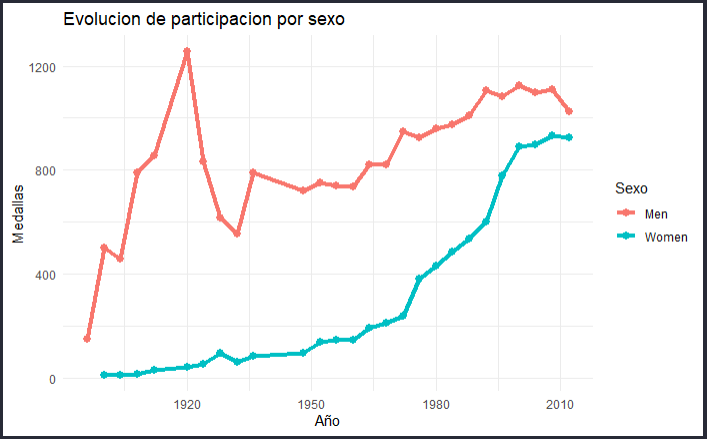 Evolucion de participacion por sexo
1200
800
400
0
Medallas
1920 1950 1980 2010
Año
Sexo
Men
Women